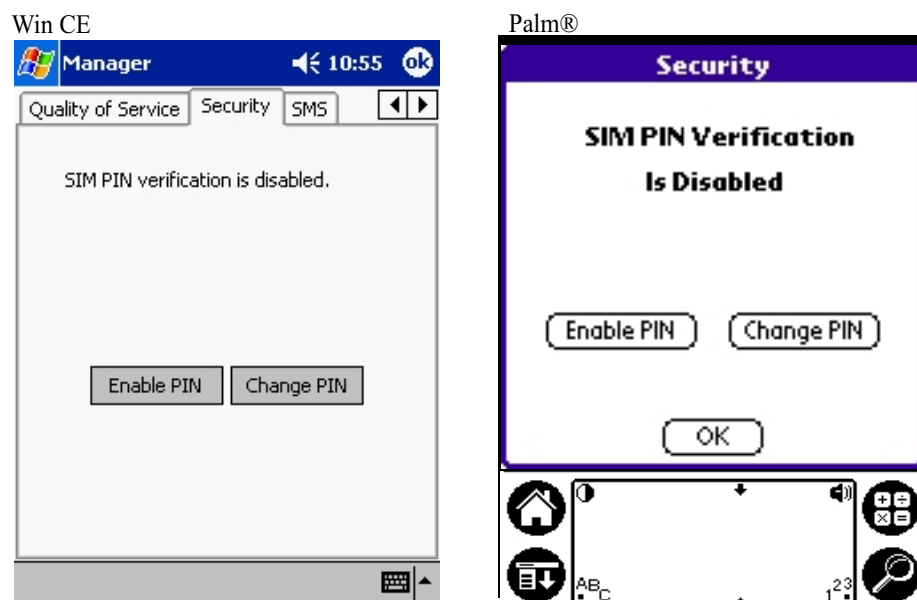 Win CE
Manager 10:55 ok
Quality of Service Security SMS
SIM PIN verification is disabled.
Enable PIN Change PIN
Palm®
Security
SIM PIN Verification
Is Disabled
Enable PIN Change PIN
OK
ABC 123